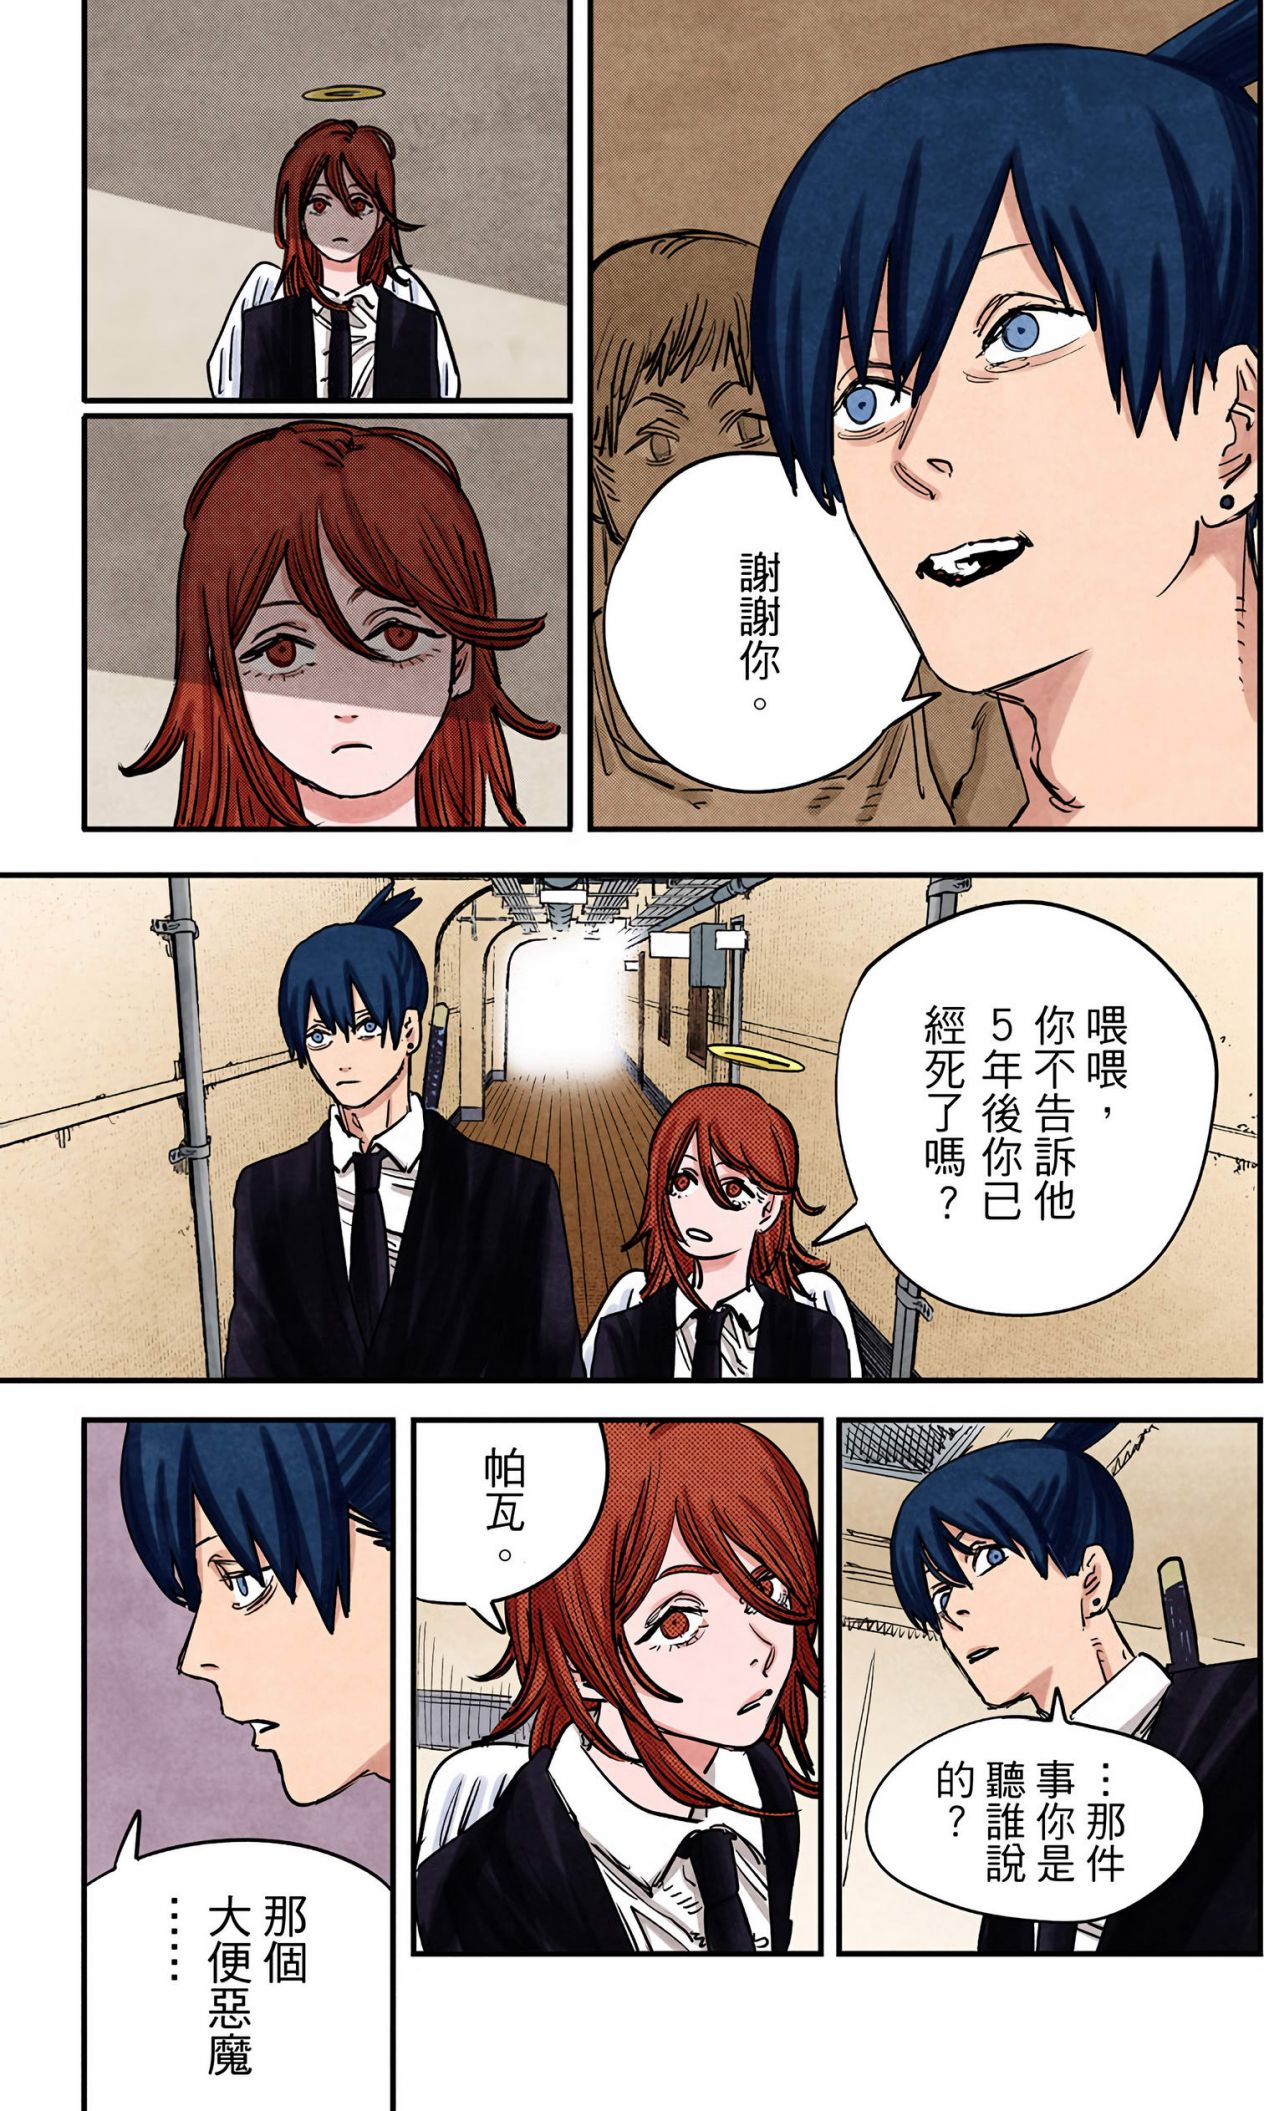 謝謝你。
喂喂，
你不告訴他
5年後你已
經死了嗎？
…那件
事你是
聽誰說
的？
帕瓦。
那個
大便惡魔
……